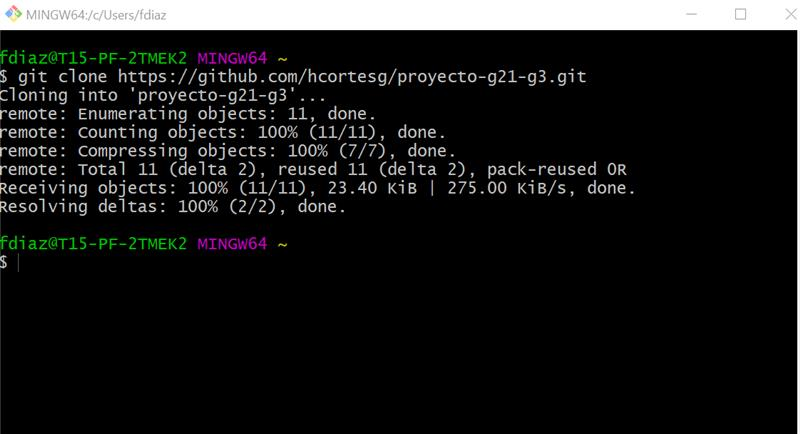 MINGW64:/c/Users/fdiaz
fdiaz@T15-PF-2TMEK2 MINGW64 ~
$ git clone https://github.com/hcortesg/proyecto-g21-g3.git
Cloning into 'proyecto-g21-g3'...
remote: Enumerating objects: 11, done.
remote: Counting objects: 100% (11/11), done.
remote: Compressing objects: 100% (7/7), done.
remote: Total 11 (delta 2), reused 11 (delta 2), pack-reused 0R
Receiving objects: 100% (11/11), 23.40 KiB | 275.00 KiB/s, done.
Resolving deltas: 100% (2/2), done.
fdiaz@T15-PF-2TMEK2 MINGW64 ~
$